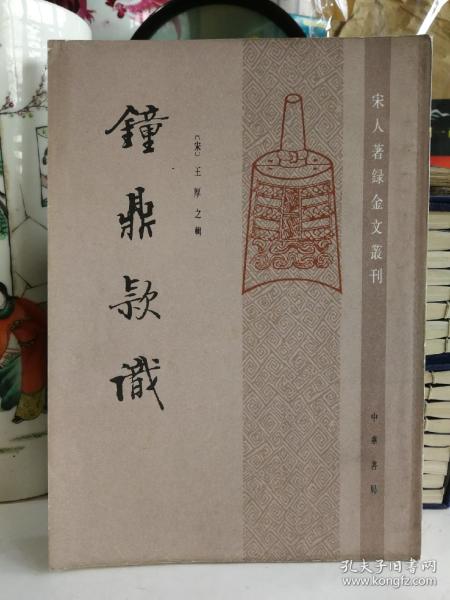 宋人著録金文叢刊
鐘鼎款識
〔宋〕王厚之輯
中華書局
孔夫子旧书网
www.kongfz.com